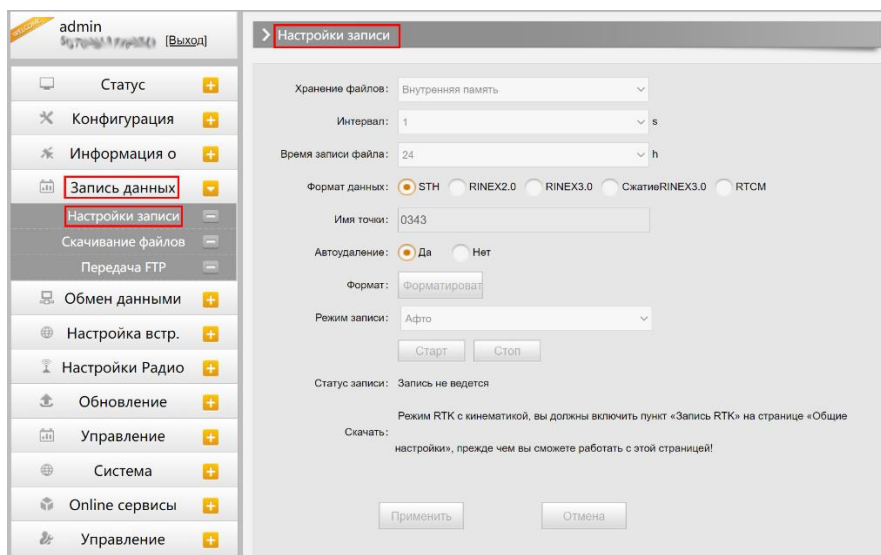 WELCOME
admin
[Выход]
Статус
Конфигурация
Информация о
Запись данных
Настройки записи
Скачивание файлов
Передача FTP
Обмен данными
Настройка встр.
Настройки Радио
Обновление
Управление
Система
Online сервисы
Управление
Настройки записи
Хранение файлов: Внутренняя память
Интервал: 1 s
Время записи файла: 24 h
Формат данных: STH RINEX2.0 RINEX3.0 СжатиеRINEX3.0 RTCM
Имя точки: 0343
Автоудаление: Да Нет
Формат: Форматироват
Режим записи: Афто
Старт Стоп
Статус записи: Запись не ведется
Скачать: Режим RTK с кинематикой, вы должны включить пункт «Запись RTK» на странице «Общие
настройки», прежде чем вы сможете работать с этой страницей!
Применить Отмена